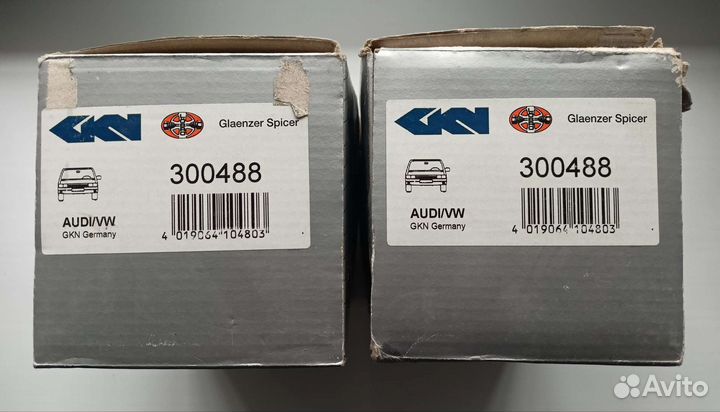 GKN Glaenzer Spicer
300488
AUDI/VW
GKN Germany
4 019064 104803
GKN Glaenzer Spicer
300488
AUDI/VW
GKN Germany
4 019064 104803
Avito